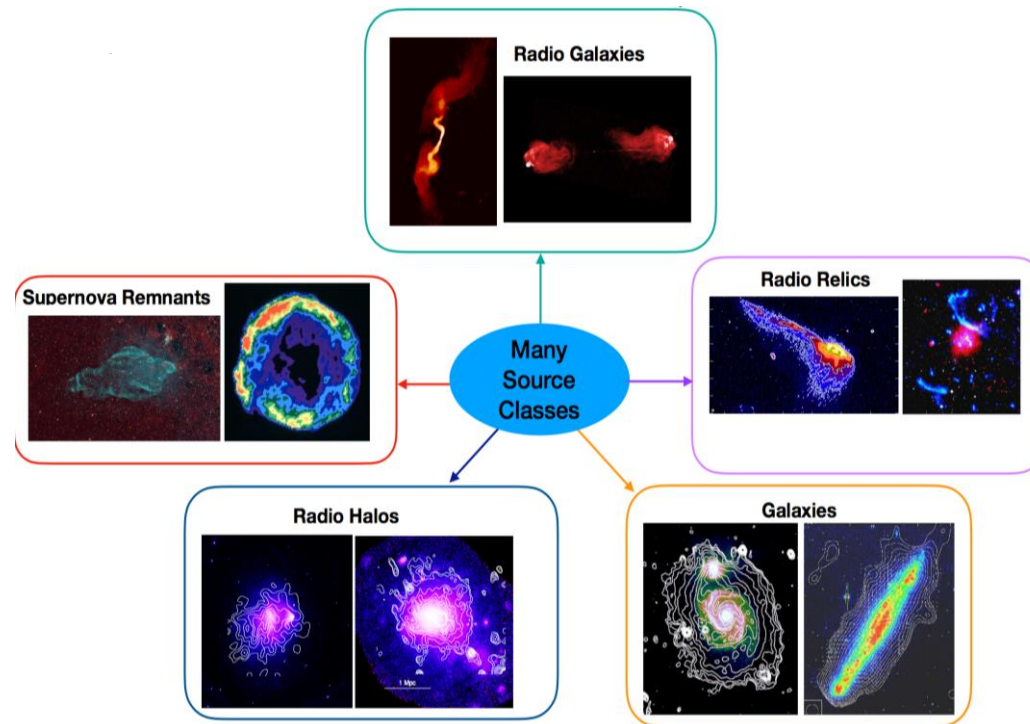 Radio Galaxies
Supernova Remnants
Radio Relics
Many
Source
Classes
Radio Halos
1 Mpc
Galaxies